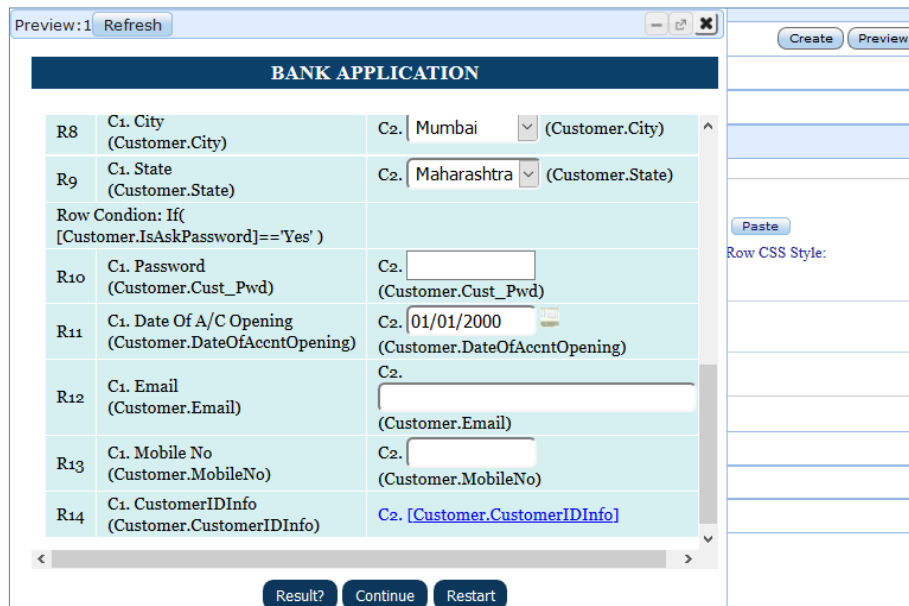 Preview:1 Refresh
Create Preview
BANK APPLICATION
R8 C1. City (Customer.City) C2. Mumbai (Customer.City)
R9 C1. State (Customer.State) C2. Maharashtra (Customer.State)
Row Condion: If( [Customer.IsAskPassword]=='Yes' )
Paste
Row CSS Style:
R10 C1. Password (Customer.Cust_Pwd) C2. (Customer.Cust_Pwd)
R11 C1. Date Of A/C Opening (Customer.DateOfAccntOpening) C2. 01/01/2000 (Customer.DateOfAccntOpening)
R12 C1. Email (Customer.Email) C2. (Customer.Email)
R13 C1. Mobile No (Customer.MobileNo) C2. (Customer.MobileNo)
R14 C1. CustomerIDInfo (Customer.CustomerIDInfo) C2. [Customer.CustomerIDInfo]
Result? Continue Restart